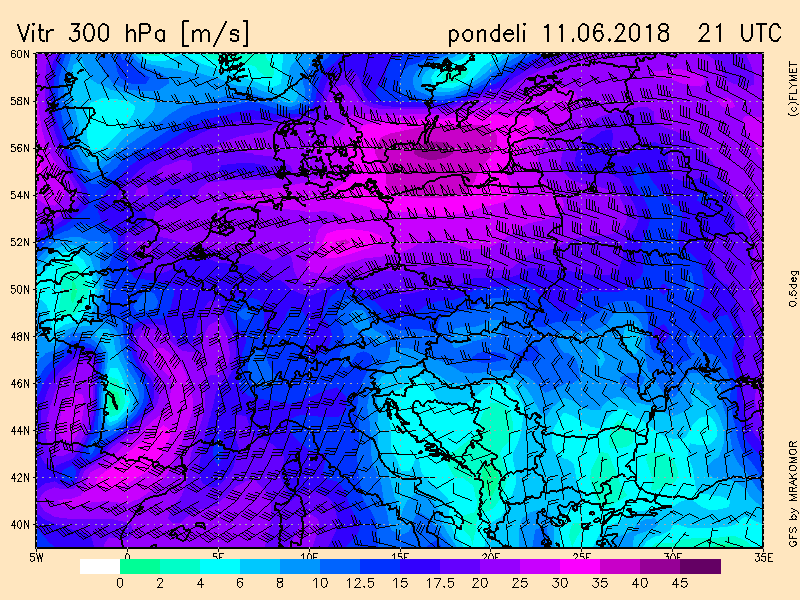 Vitr 300 hPa [m/s]
pondeli 11.06.2018 21 UTC
60N
58N
56N
54N
52N
50N
48N
46N
44N
42N
40N
5W 0 5E 10E 15E 20E 25E 30E 35E
0 2 4 6 8 10 12.5 15 17.5 20 25 30 35 40 45
(c)FLYMET
0.5deg
GFS by MRAKOMOR